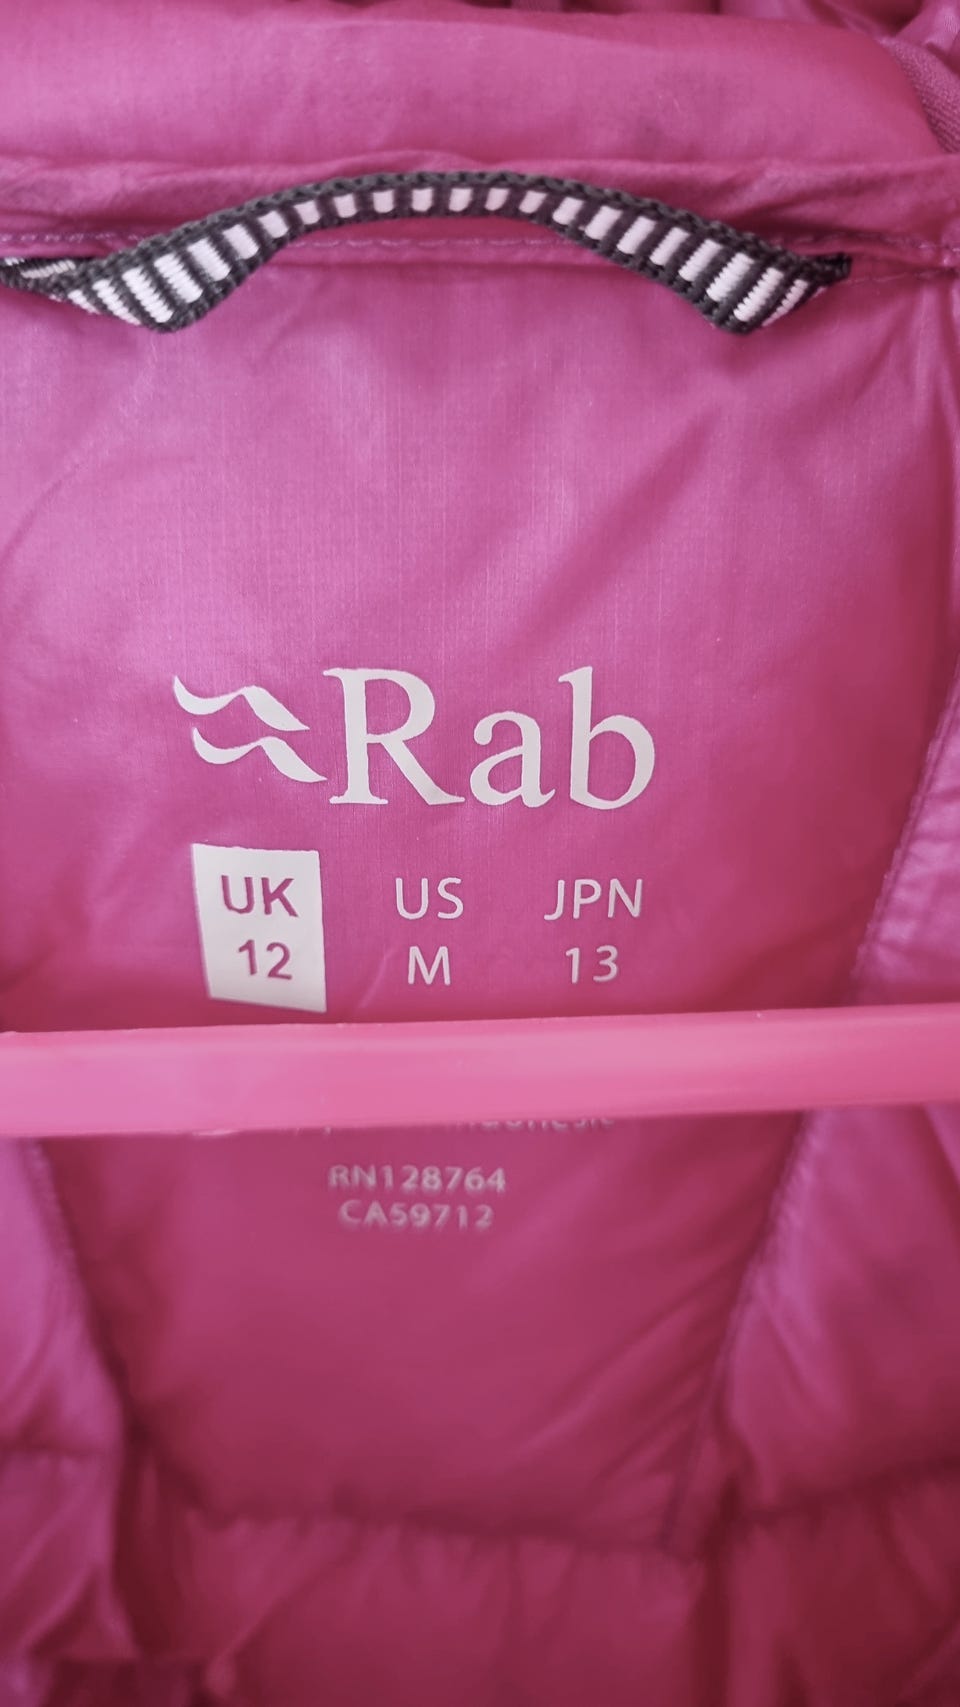 Rab
UK US JPN
12 M 13
RN128764
CA59712